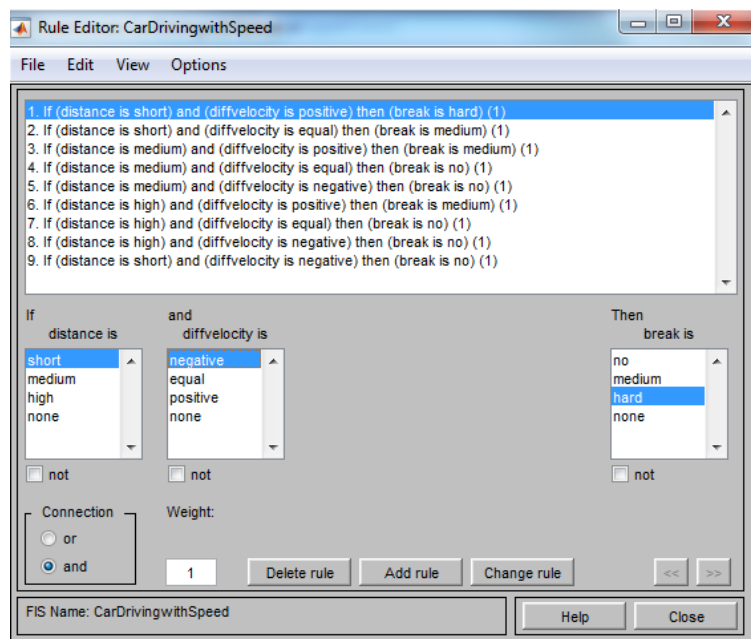 Rule Editor: CarDrivingwithSpeed
File Edit View Options
1. If (distance is short) and (diffvelocity is positive) then (break is hard) (1)
2. If (distance is short) and (diffvelocity is equal) then (break is medium) (1)
3. If (distance is medium) and (diffvelocity is positive) then (break is medium) (1)
4. If (distance is medium) and (diffvelocity is equal) then (break is no) (1)
5. If (distance is medium) and (diffvelocity is negative) then (break is no) (1)
6. If (distance is high) and (diffvelocity is positive) then (break is medium) (1)
7. If (distance is high) and (diffvelocity is equal) then (break is no) (1)
8. If (distance is high) and (diffvelocity is negative) then (break is no) (1)
9. If (distance is short) and (diffvelocity is negative) then (break is no) (1)
If and Then
distance is diffvelocity is break is
short negative no
medium equal medium
high positive hard
none none none
not not not
Connection Weight:
or
and 1 Delete rule Add rule Change rule << >>
FIS Name: CarDrivingwithSpeed Help Close